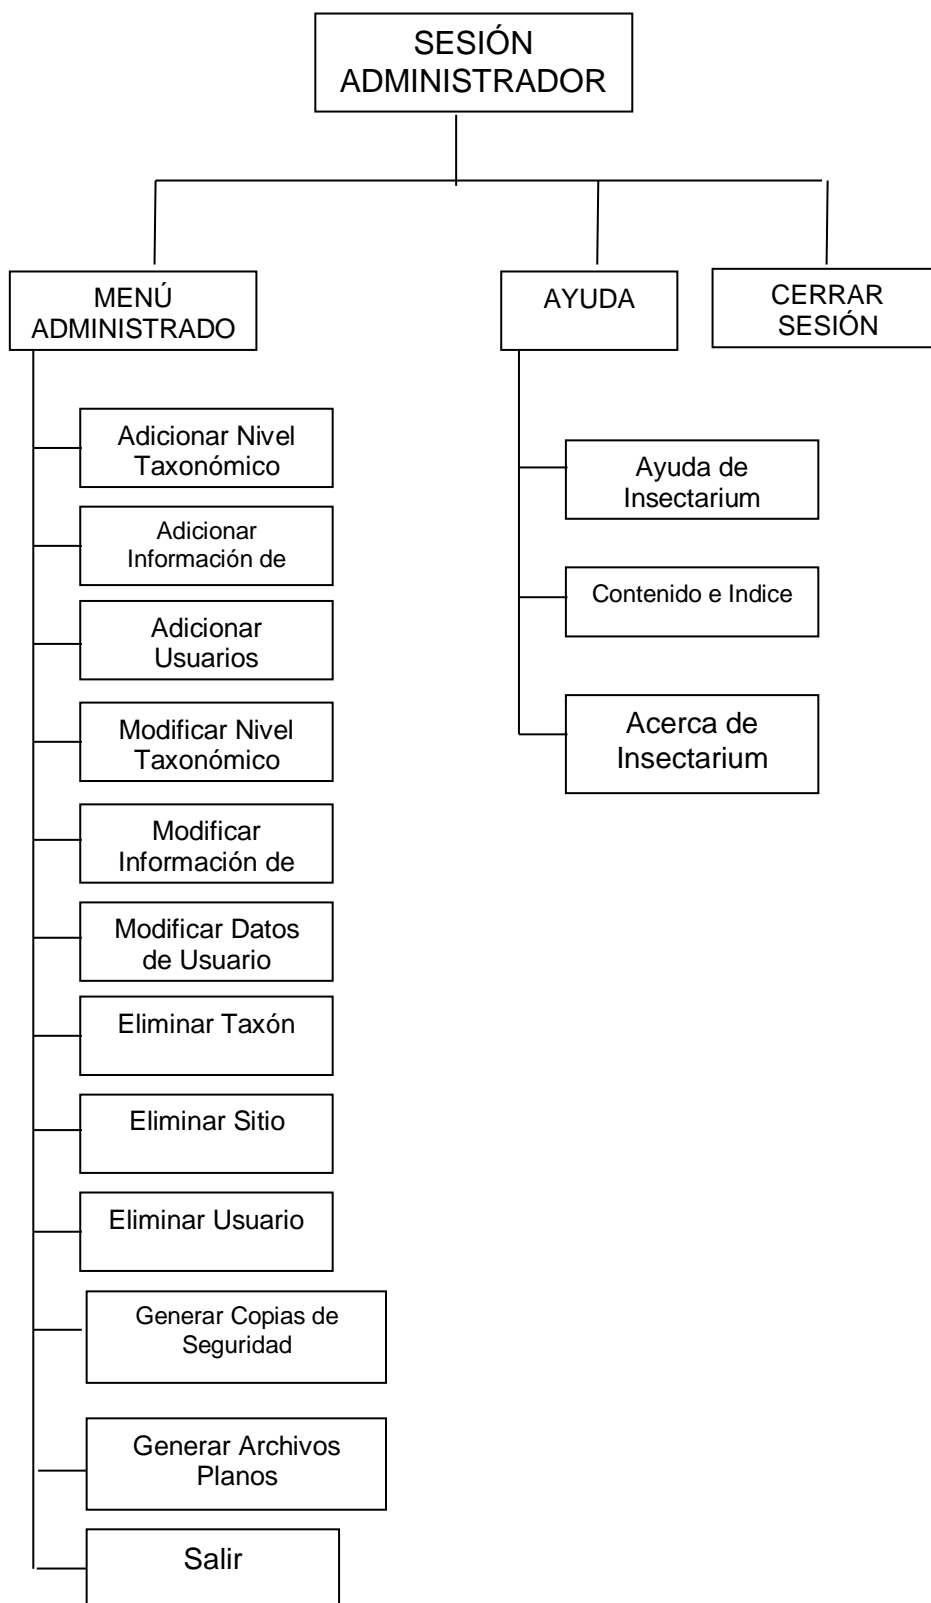 SESIÓN
ADMINISTRADOR
MENÚ
ADMINISTRADO
AYUDA
CERRAR
SESIÓN
Adicionar Nivel
Taxonómico
Adicionar
Información de
Adicionar
Usuarios
Modificar Nivel
Taxonómico
Modificar
Información de
Modificar Datos
de Usuario
Eliminar Taxón
Eliminar Sitio
Eliminar Usuario
Generar Copias de
Seguridad
Generar Archivos
Planos
Salir
Ayuda de
Insectarium
Contenido e Indice
Acerca de
Insectarium